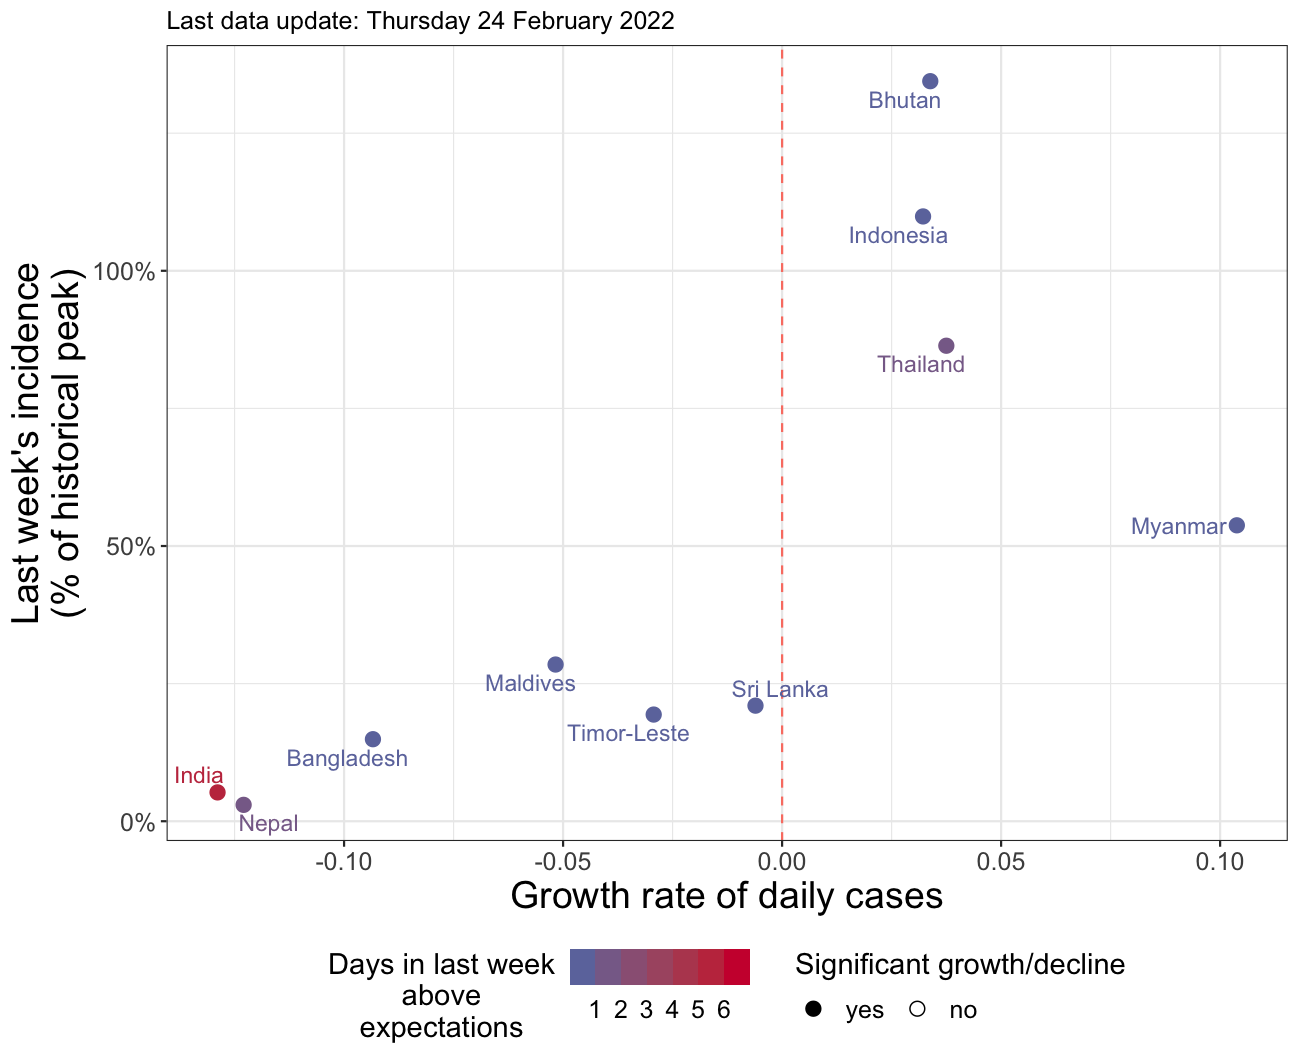 Last data update: Thursday 24 February 2022
Last week's incidence
(% of historical peak)
100%
50%
0%
Bhutan
Indonesia
Thailand
Myanmar
Maldives
Sri Lanka
Timor-Leste
Bangladesh
India
Nepal
-0.10 -0.05 0.00 0.05 0.10
Growth rate of daily cases
Days in last week
above
expectations
1 2 3 4 5 6
Significant growth/decline
yes no